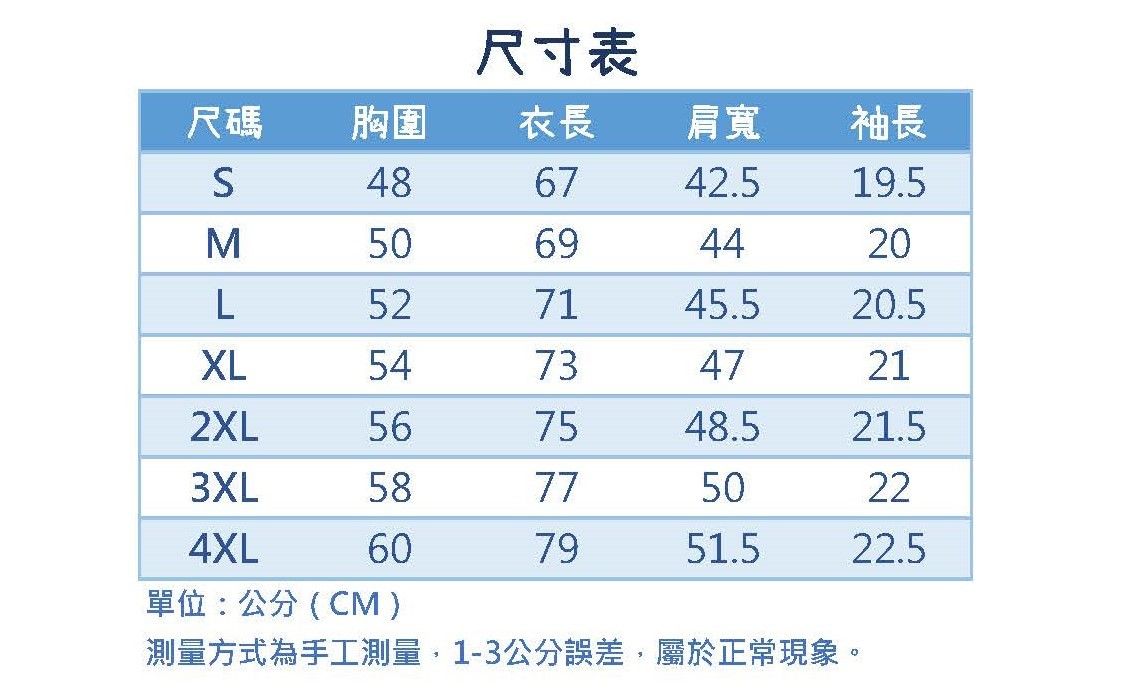 尺寸表
尺碼 胸圍 衣長 肩寬 袖長
S 48 67 42.5 19.5
M 50 69 44 20
L 52 71 45.5 20.5
XL 54 73 47 21
2XL 56 75 48.5 21.5
3XL 58 77 50 22
4XL 60 79 51.5 22.5
單位：公分（CM）
測量方式為手工測量，1-3公分誤差，屬於正常現象。